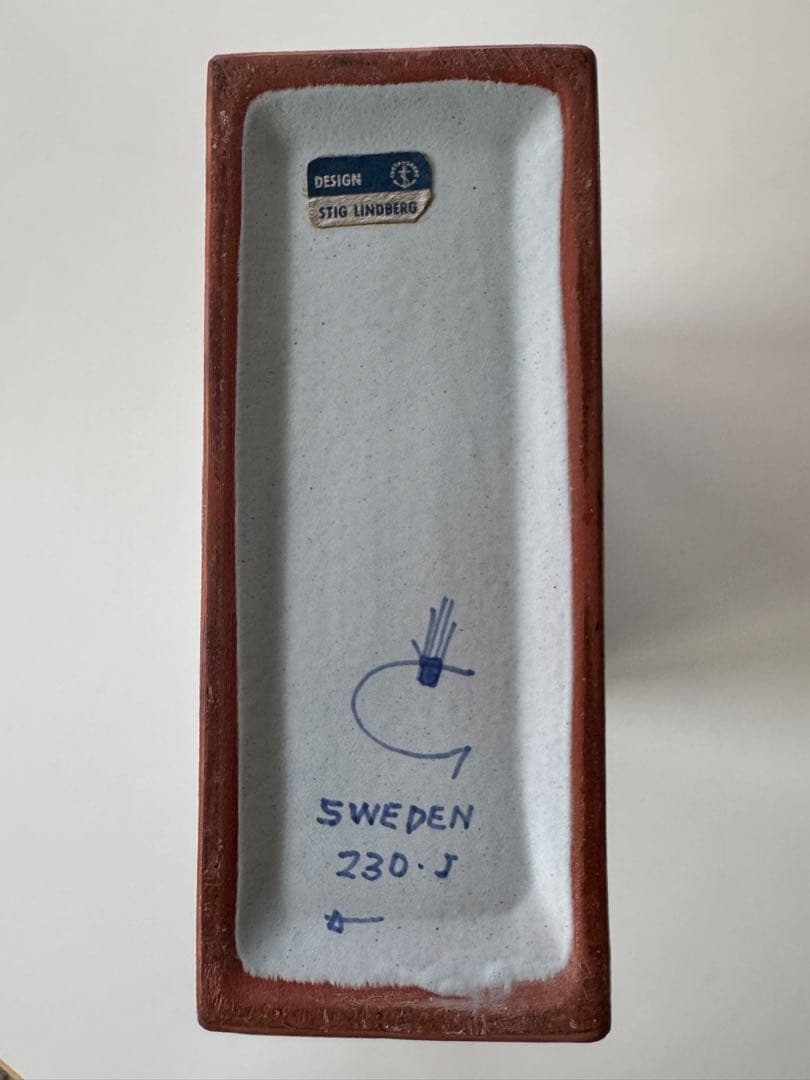 DESIGN
STIG LINDBERG
SWEDEN
230·J